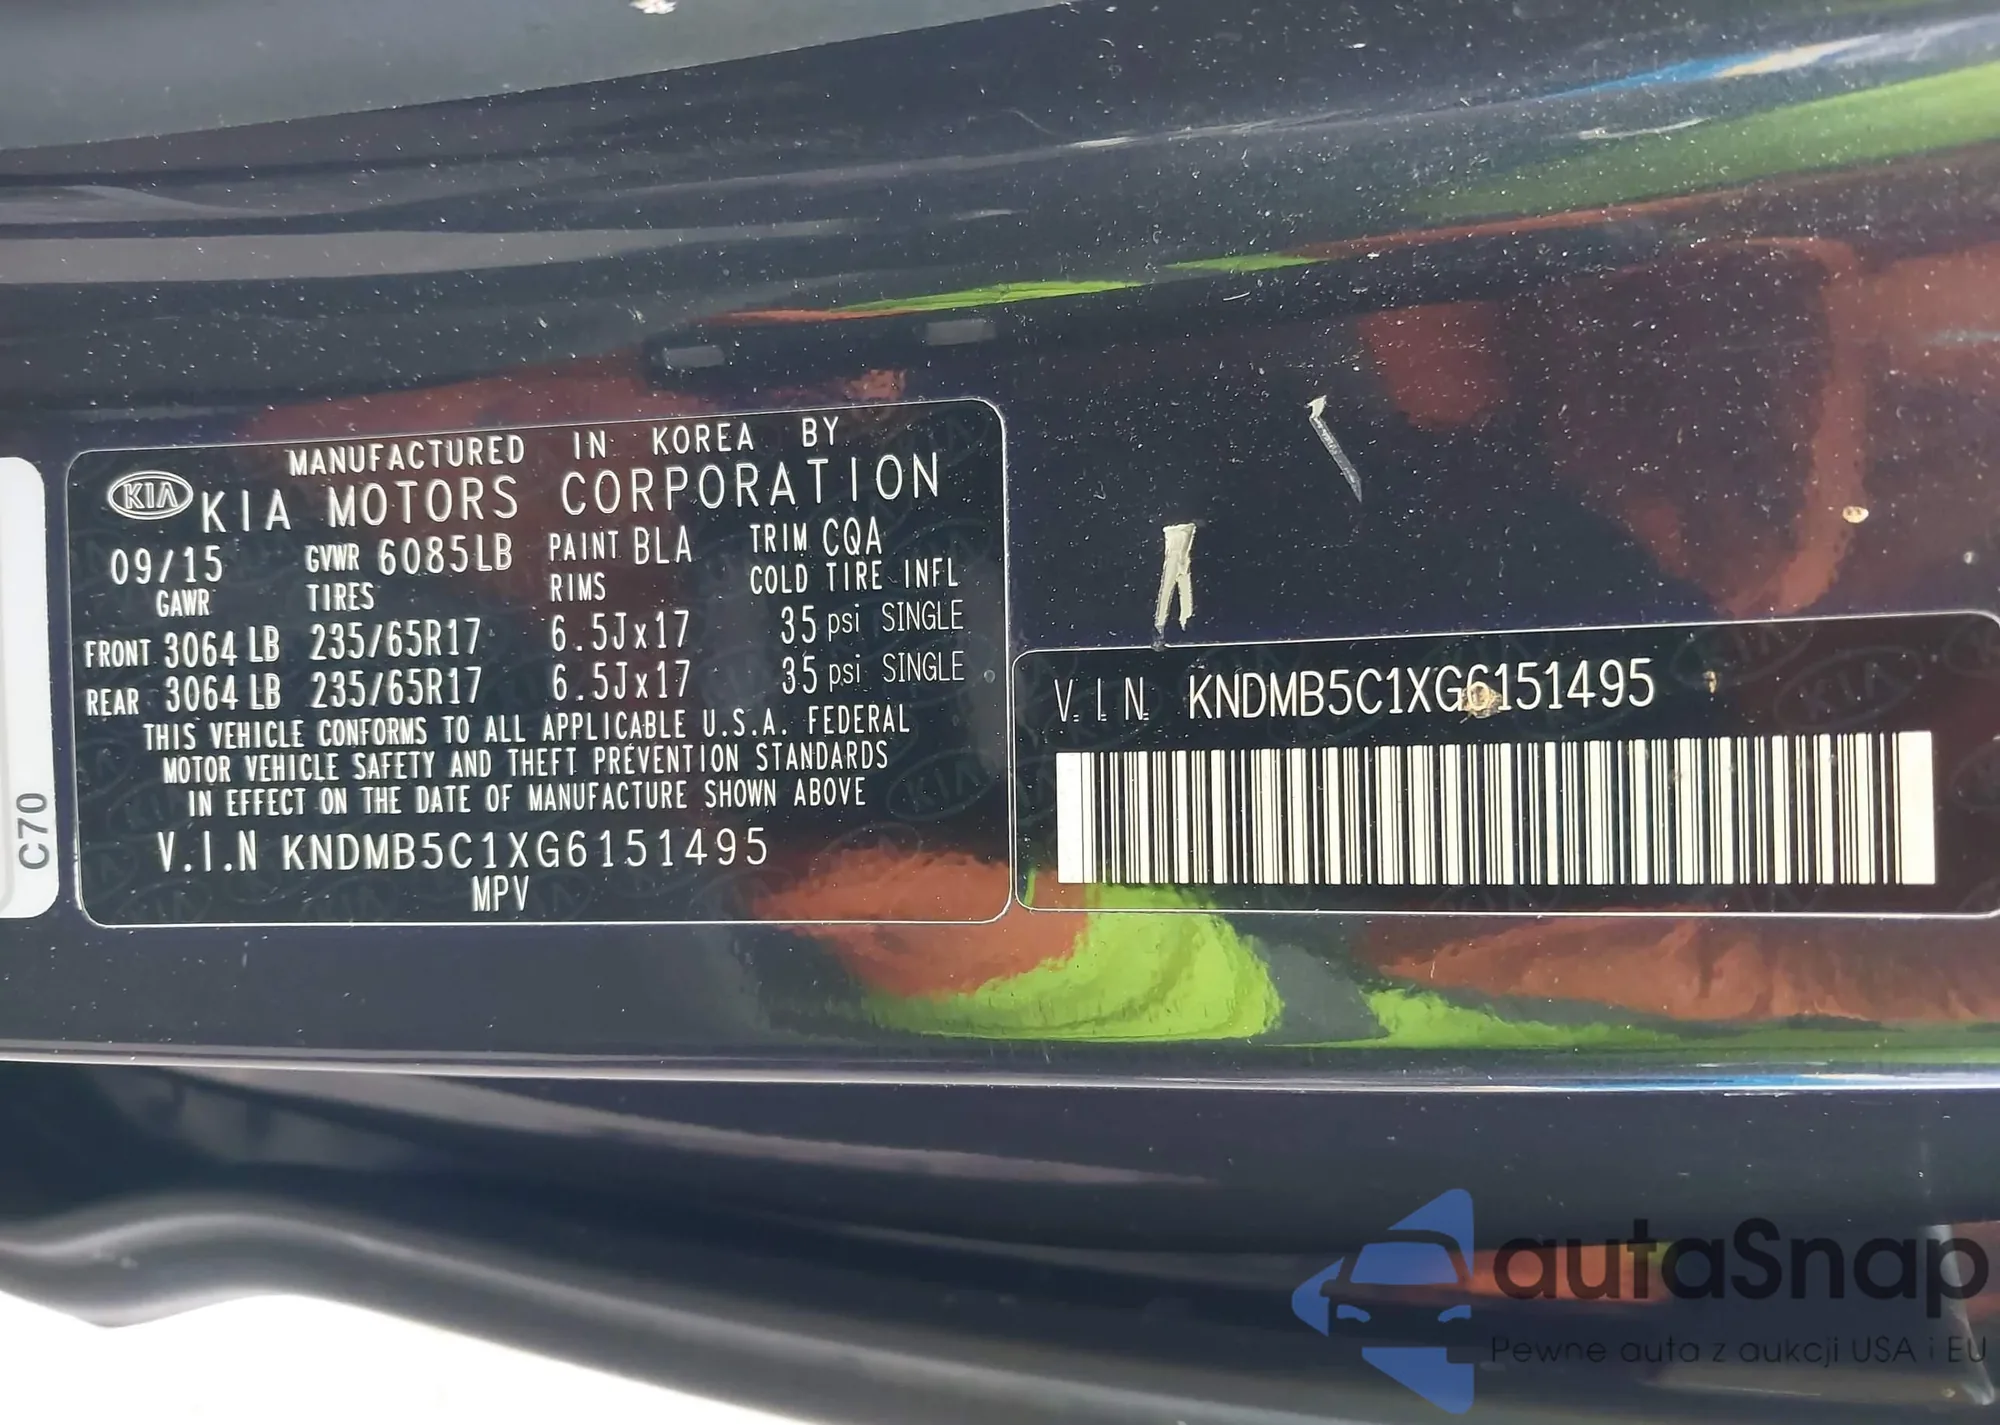 MANUFACTURED IN KOREA BY
KIA KIA MOTORS CORPORATION
09/15 GVWR 6085LB PAINT BLA TRIM CQA
GAWR TIRES RIMS COLD TIRE INFL
FRONT 3064 LB 235/65R17 6.5Jx17 35 psi SINGLE
REAR 3064 LB 235/65R17 6.5Jx17 35 psi SINGLE
THIS VEHICLE CONFORMS TO ALL APPLICABLE U.S.A. FEDERAL
MOTOR VEHICLE SAFETY AND THEFT PREVENTION STANDARDS
IN EFFECT ON THE DATE OF MANUFACTURE SHOWN ABOVE
V.I.N KNDMB5C1XG6151495
MPV
V.I.N. KNDMB5C1XG6151495
C70
autaSnap
Pewne auta z aukcji USA i EU